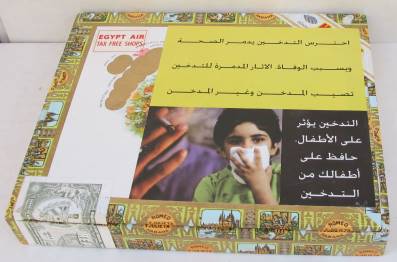 EGYPT AIR
TAX FREE SHOPS
احترس التدخين يدمر الصحة
ويسبب الوفاة الاثار المدمرة للتدخين
تصيب المدخن وغير المدخن
التدخين يؤثر
على الأطفال.
حافظ على
أطفالك من
التدخين
ROMEO
Y JULIETA